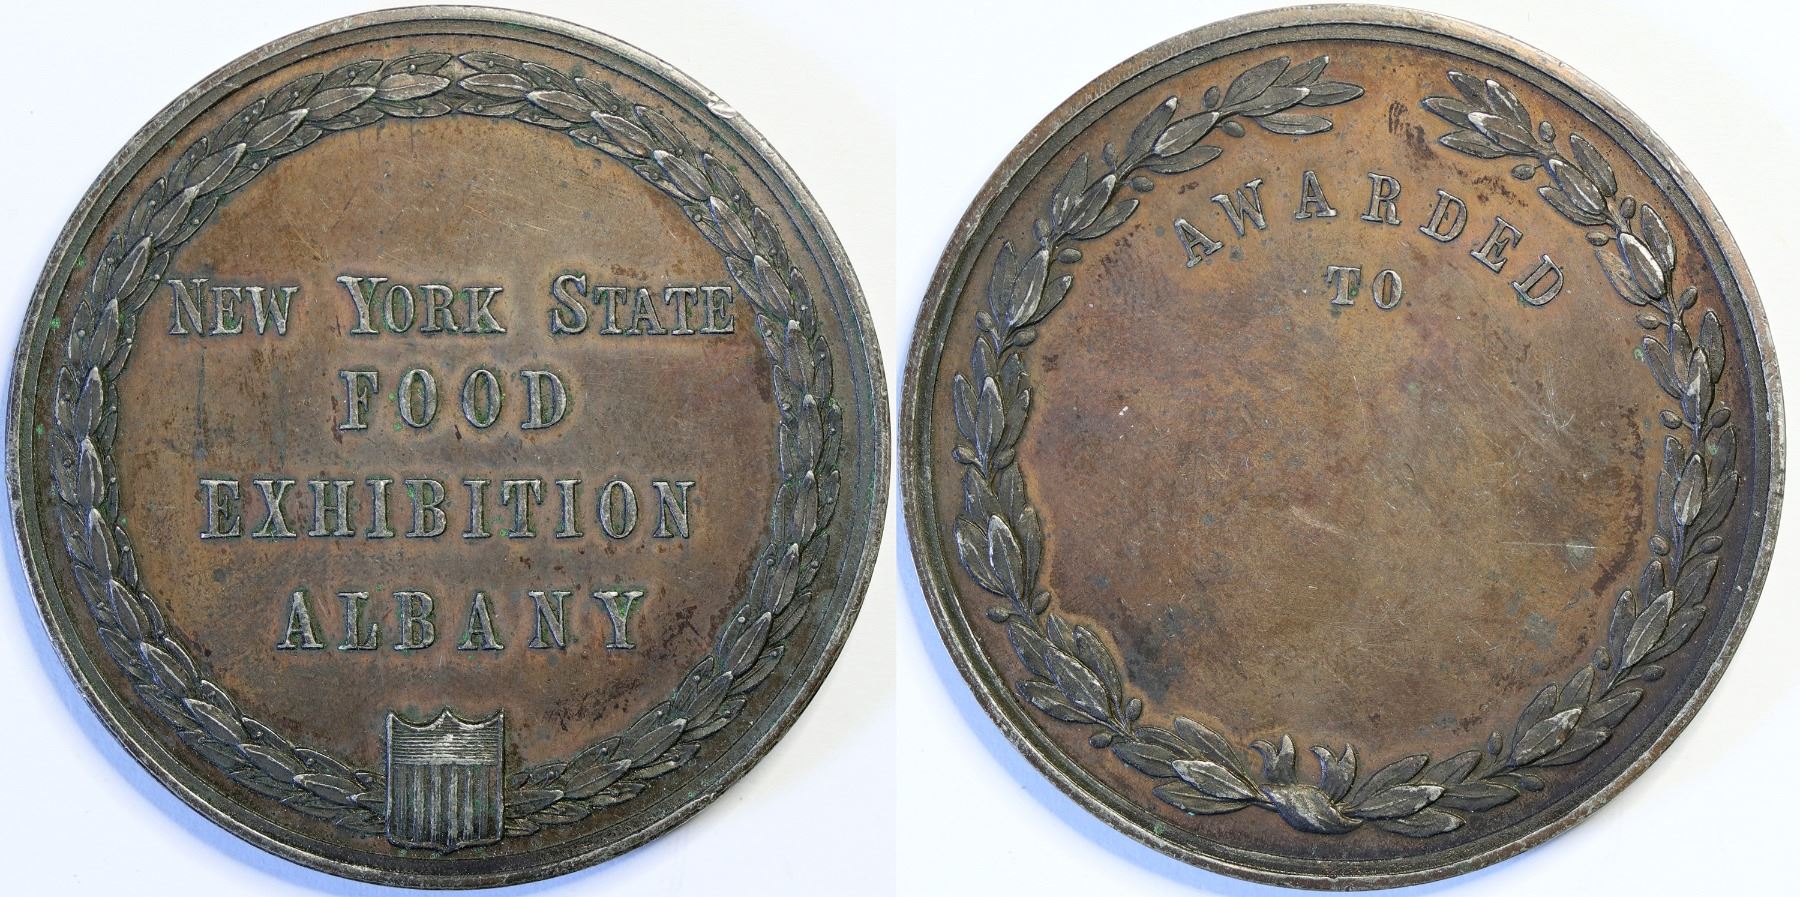 NEW YORK STATE
FOOD
EXHIBITION
ALBANY
AWARDED
TO